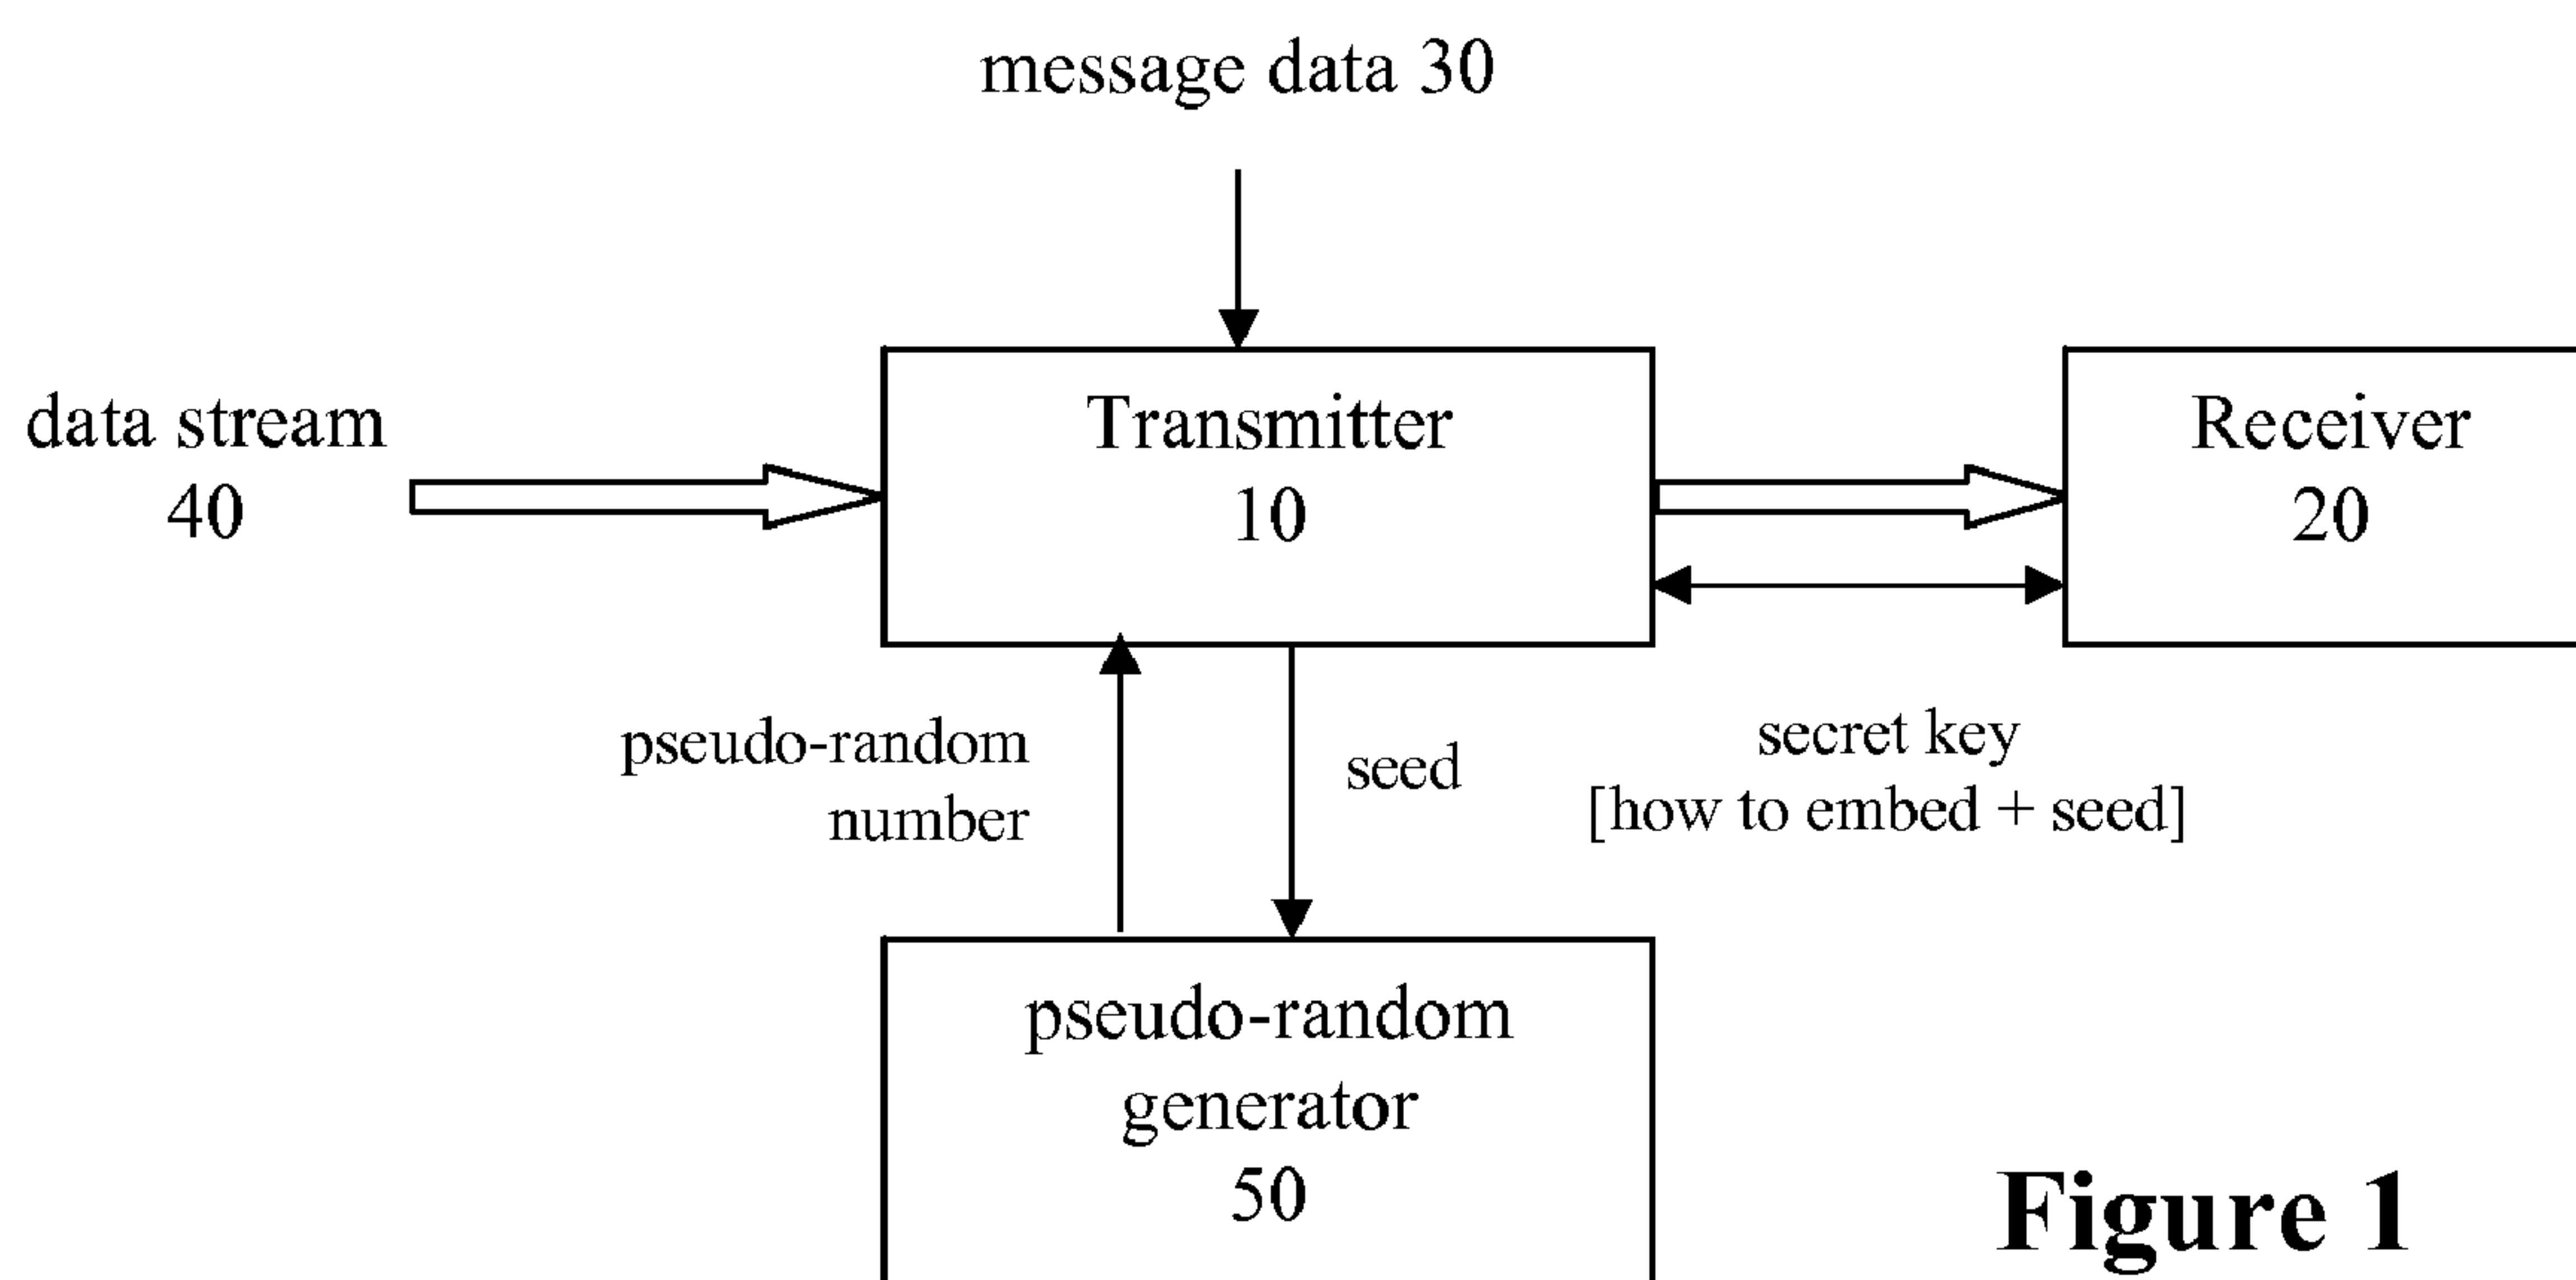 message data 30
data stream
40
Transmitter
10
Receiver
20
pseudo-random
number
seed
secret key
[how to embed + seed]
pseudo-random
generator
50
Figure 1